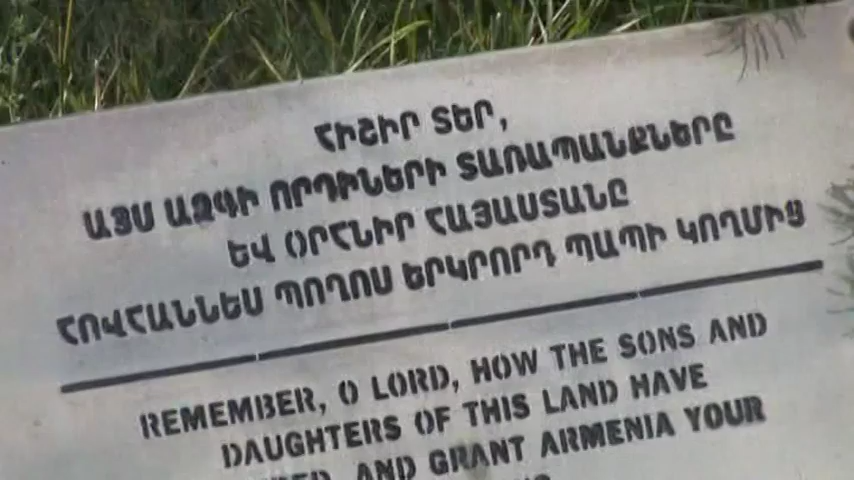 ՀԻՇԻՐ ՏԵՐ,
ԱՅՍ ԱԶԳԻ ՈՐԴԻՆԵՐԻ ՏԱՌԱՊԱՆՔՆԵՐԸ
ԵՎ ՕՐՀՆԻՐ ՀԱՅԱՍՏԱՆԸ
ՀՈՎՀԱՆՆԵՍ ՊՈՂՈՍ ԵՐԿՐՈՐԴ ՊԱՊԻ ԿՈՂՄԻՑ
REMEMBER, O LORD, HOW THE SONS AND
DAUGHTERS OF THIS LAND HAVE
AND GRANT ARMENIA YOUR